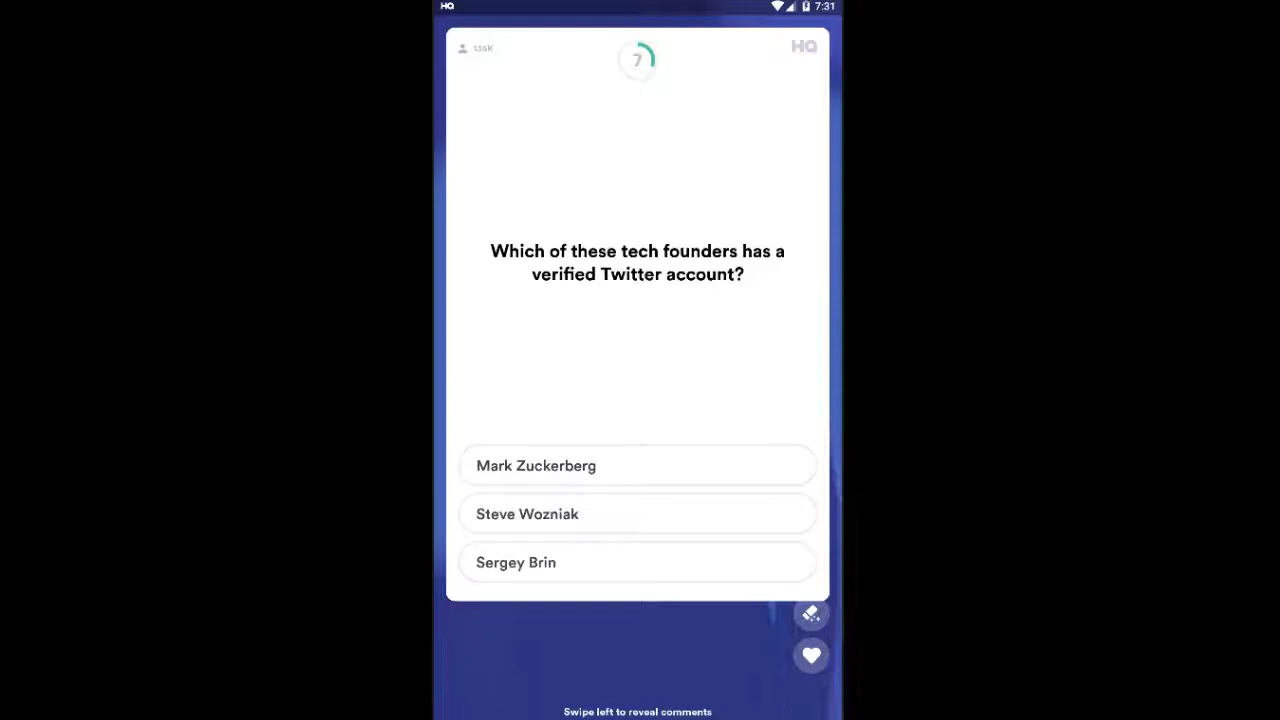 HQ
7:31
136K
7
HQ
Which of these tech founders has a
verified Twitter account?
Mark Zuckerberg
Steve Wozniak
Sergey Brin
Swipe left to reveal comments